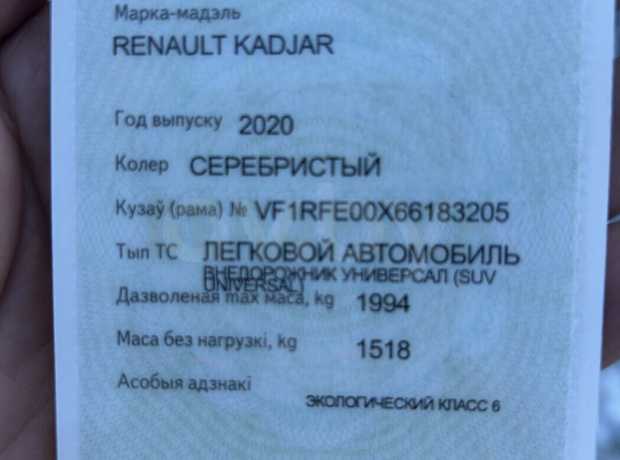 Марка-мадэль
RENAULT KADJAR
Год выпуску 2020
Колер СЕРЕБРИСТЫЙ
Кузаў (рама) № VF1RFE00X66183205
Тып ТС ЛЕГКОВОЙ АВТОМОБИЛЬ
ВНЕДОРОЖНИК УНИВЕРСАЛ (SUV
UNIVERSAL)
Дазволеная max маса, kg 1994
Маса без нагрузкі, kg 1518
Асобыя адзнакі
ЭКОЛОГИЧЕСКИЙ КЛАСС 6